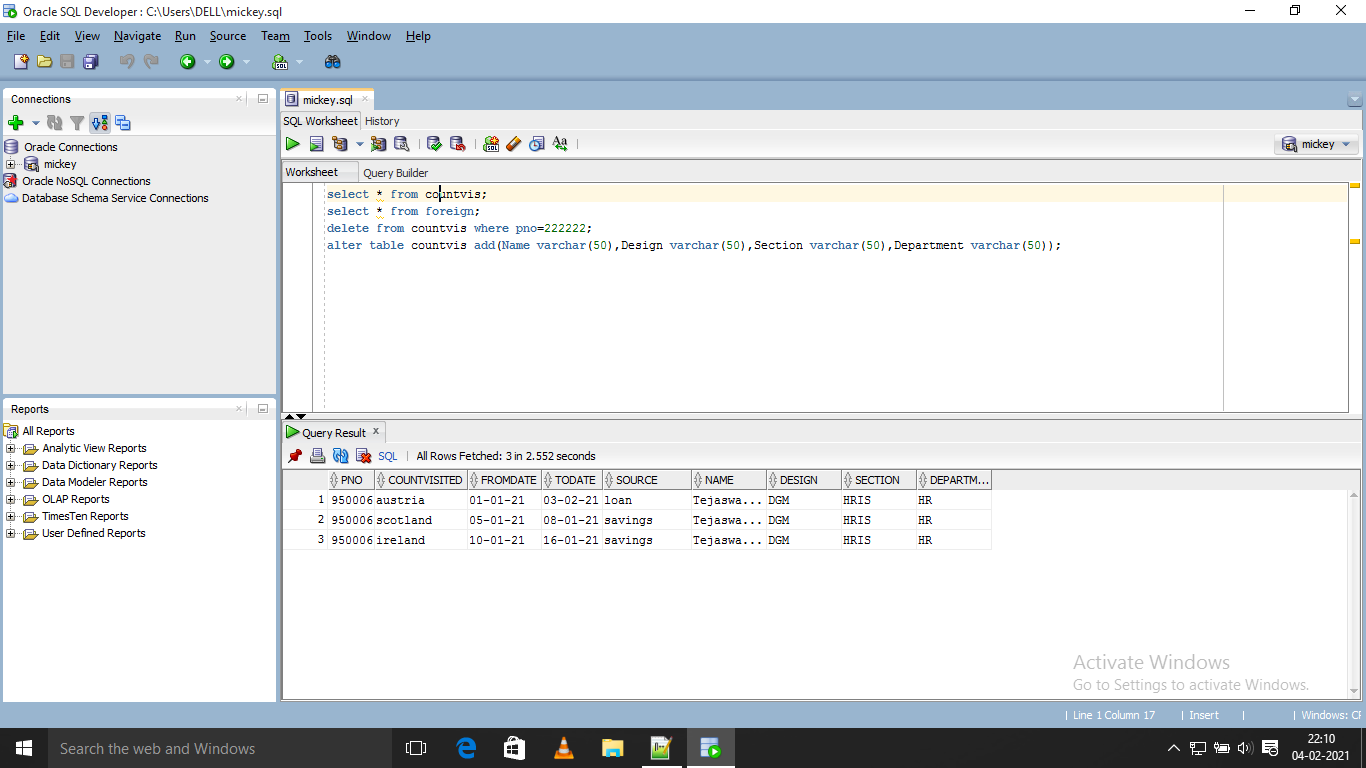 Oracle SQL Developer : C:\Users\DELL\mickey.sql
File Edit View Navigate Run Source Team Tools Window Help
Connections
Oracle Connections
mickey
Oracle NoSQL Connections
Database Schema Service Connections
Reports
All Reports
Analytic View Reports
Data Dictionary Reports
Data Modeler Reports
OLAP Reports
TimesTen Reports
User Defined Reports
mickey.sql
SQL Worksheet History
Aa
mickey
Worksheet Query Builder
select * from countvis;
select * from foreign;
delete from countvis where pno=222222;
alter table countvis add(Name varchar(50),Design varchar(50),Section varchar(50),Department varchar(50));
Query Result
SQL | All Rows Fetched: 3 in 2.552 seconds
PNO COUNTVISITED FROMDATE TODATE SOURCE NAME DESIGN SECTION DEPARTM...
1 950006 austria 01-01-21 03-02-21 loan Tejaswa... DGM HRIS HR
2 950006 scotland 05-01-21 08-01-21 savings Tejaswa... DGM HRIS HR
3 950006 ireland 10-01-21 16-01-21 savings Tejaswa... DGM HRIS HR
Activate Windows
Go to Settings to activate Windows.
| Line 1 Column 17 | Insert | | Windows: CF
Search the web and Windows
22:10
04-02-2021